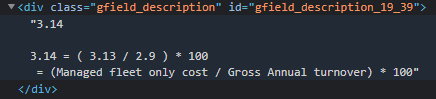 ▼<div class="gfield_description" id="gfield_description_19_39">
"3.14
3.14 = ( 3.13 / 2.9 ) * 100
= (Managed fleet only cost / Gross Annual turnover) * 100"
</div>